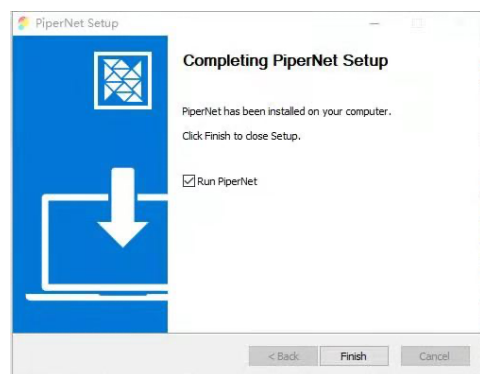 PiperNet Setup
Completing PiperNet Setup
PiperNet has been installed on your computer.
Click Finish to close Setup.
Run PiperNet
< Back
Finish
Cancel